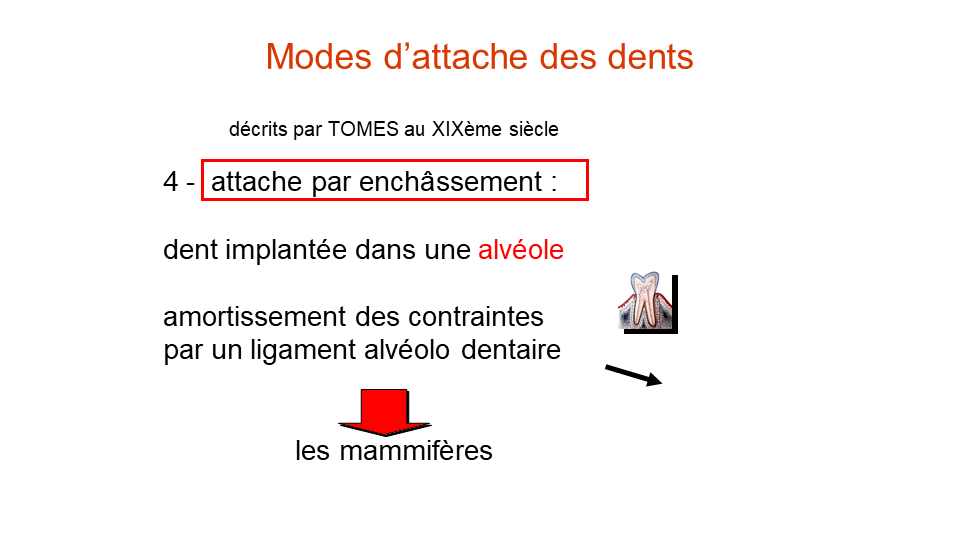 Modes d’attache des dents
décrits par TOMES au XIXème siècle
4 - attache par enchâssement :
dent implantée dans une alvéole
amortissement des contraintes
par un ligament alvéolo dentaire
les mammifères